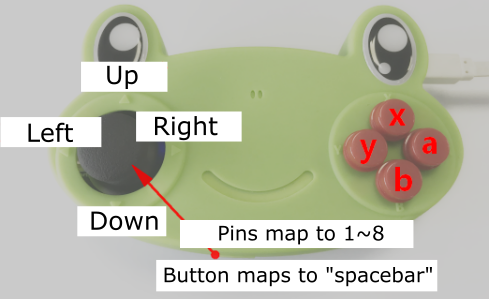 Up
Left
Right
x
y
a
b
Down
Pins map to 1~8
Button maps to "spacebar"